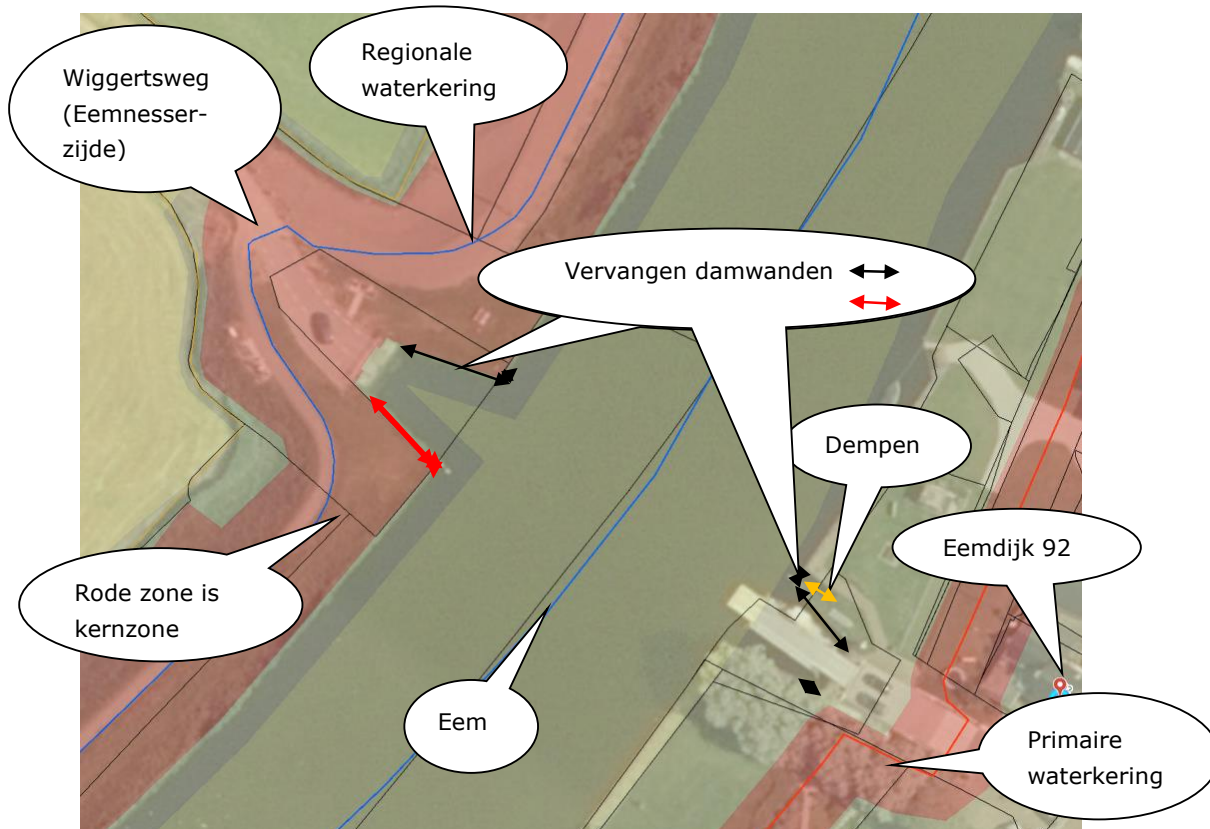 Regionale
waterkering
Wiggertsweg
(Eemnesser-
zijde)
Vervangen damwanden
Dempen
Eemdijk 92
Rode zone is
kernzone
Eem
Primaire
waterkering